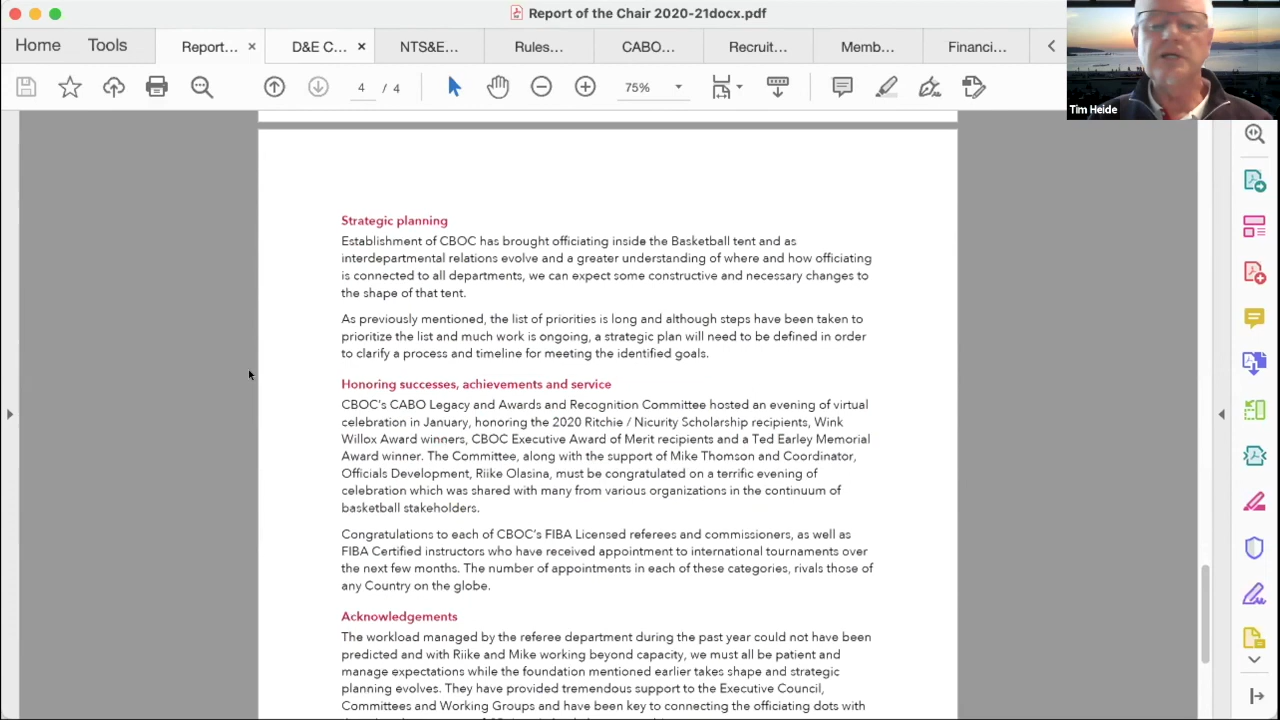 Report of the Chair 2020-21docx.pdf
Home Tools Report... × D&E C... × NTS&E... Rules... CABO... Recruit... Memb... Financi...
4 / 4 75%
Tim Heide
Strategic planning
Establishment of CBOC has brought officiating inside the Basketball tent and as
interdepartmental relations evolve and a greater understanding of where and how officiating
is connected to all departments, we can expect some constructive and necessary changes to
the shape of that tent.
As previously mentioned, the list of priorities is long and although steps have been taken to
prioritize the list and much work is ongoing, a strategic plan will need to be defined in order
to clarify a process and timeline for meeting the identified goals.
Honoring successes, achievements and service
CBOC's CABO Legacy and Awards and Recognition Committee hosted an evening of virtual
celebration in January, honoring the 2020 Ritchie / Nicurity Scholarship recipients, Wink
Willox Award winners, CBOC Executive Award of Merit recipients and a Ted Earley Memorial
Award winner. The Committee, along with the support of Mike Thomson and Coordinator,
Officials Development, Riike Olasina, must be congratulated on a terrific evening of
celebration which was shared with many from various organizations in the continuum of
basketball stakeholders.
Congratulations to each of CBOC's FIBA Licensed referees and commissioners, as well as
FIBA Certified instructors who have received appointment to international tournaments over
the next few months. The number of appointments in each of these categories, rivals those of
any Country on the globe.
Acknowledgements
The workload managed by the referee department during the past year could not have been
predicted and with Riike and Mike working beyond capacity, we must all be patient and
manage expectations while the foundation mentioned earlier takes shape and strategic
planning evolves. They have provided tremendous support to the Executive Council,
Committees and Working Groups and have been key to connecting the officiating dots with